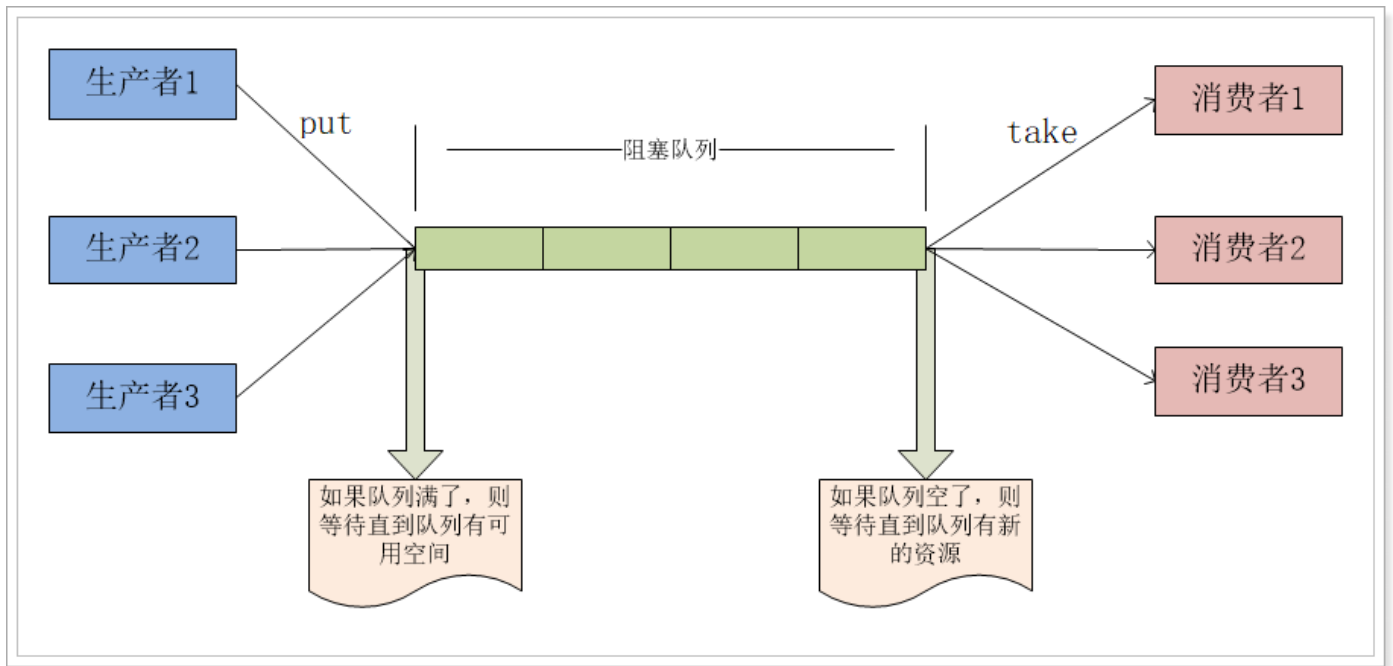 生产者1
put
阻塞队列
take
消费者1
生产者2
消费者2
生产者3
消费者3
如果队列满了，则
等待直到队列有可
用空间
如果队列空了，则
等待直到队列有新
的资源